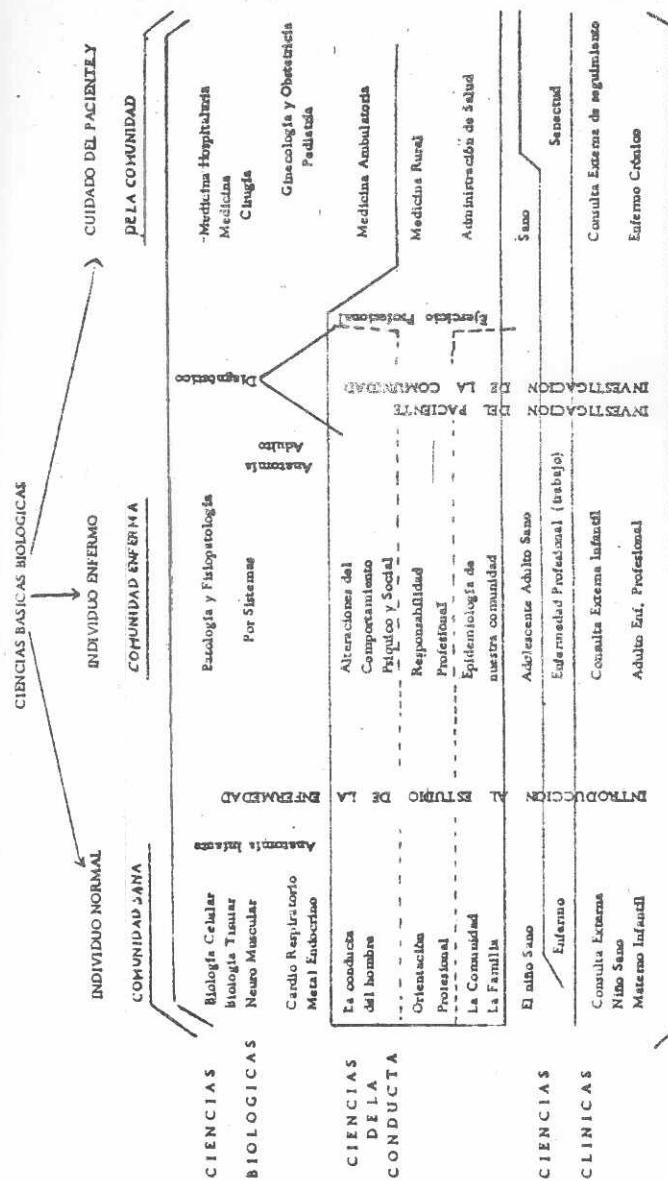 CIENCIAS BASICAS BIOLOGICAS
INDIVIDUO NORMAL
INDIVIDUO ENFERMO
CUIDADO DEL PACIENTE Y
COMUNIDAD SANA
COMUNIDAD ENFERMA
DE LA COMUNIDAD
CIENCIAS
BIOLOGICAS
Biología Celular
Biología Tisular
Neuro Muscular
Cardio Respiratorio
Metal Endocrino
Anatomía Infante
Patología y Fisiopatología
Por Sistemas
Anatomía
Adulto
Diagnóstico
-Medicina Hospitalaria
Medicina
Cirugía
Ginecología y Obstetricia
Pediatría
CIENCIAS
DE LA
CONDUCTA
La conducta
del hombre
Orientación
Profesional
La Comunidad
La Familia
INTRODUCCION AL ESTUDIO DE LA ENFERMEDAD
Alteraciones del
Comportamiento
Psíquico y Social
Responsabilidad
Profesional
Epidemiología de
nuestra comunidad
INVESTIGACION DEL PACIENTE
INVESTIGACION DE LA COMUNIDAD
Ejercicio Profesional
Medicina Ambulatoria
Medicina Rural
Administración de Salud
CIENCIAS
CLINICAS
El niño Sano
Enfermo
Adolescente Adulto Sano
Enfermedad Profesional (trabajo)
Sano
Senectud
Consulta Externa
Niño Sano
Materno Infantil
Consulta Externa Infantil
Adulto Enf. Profesional
Consulta Externa de seguimiento
Enfermo Crónico